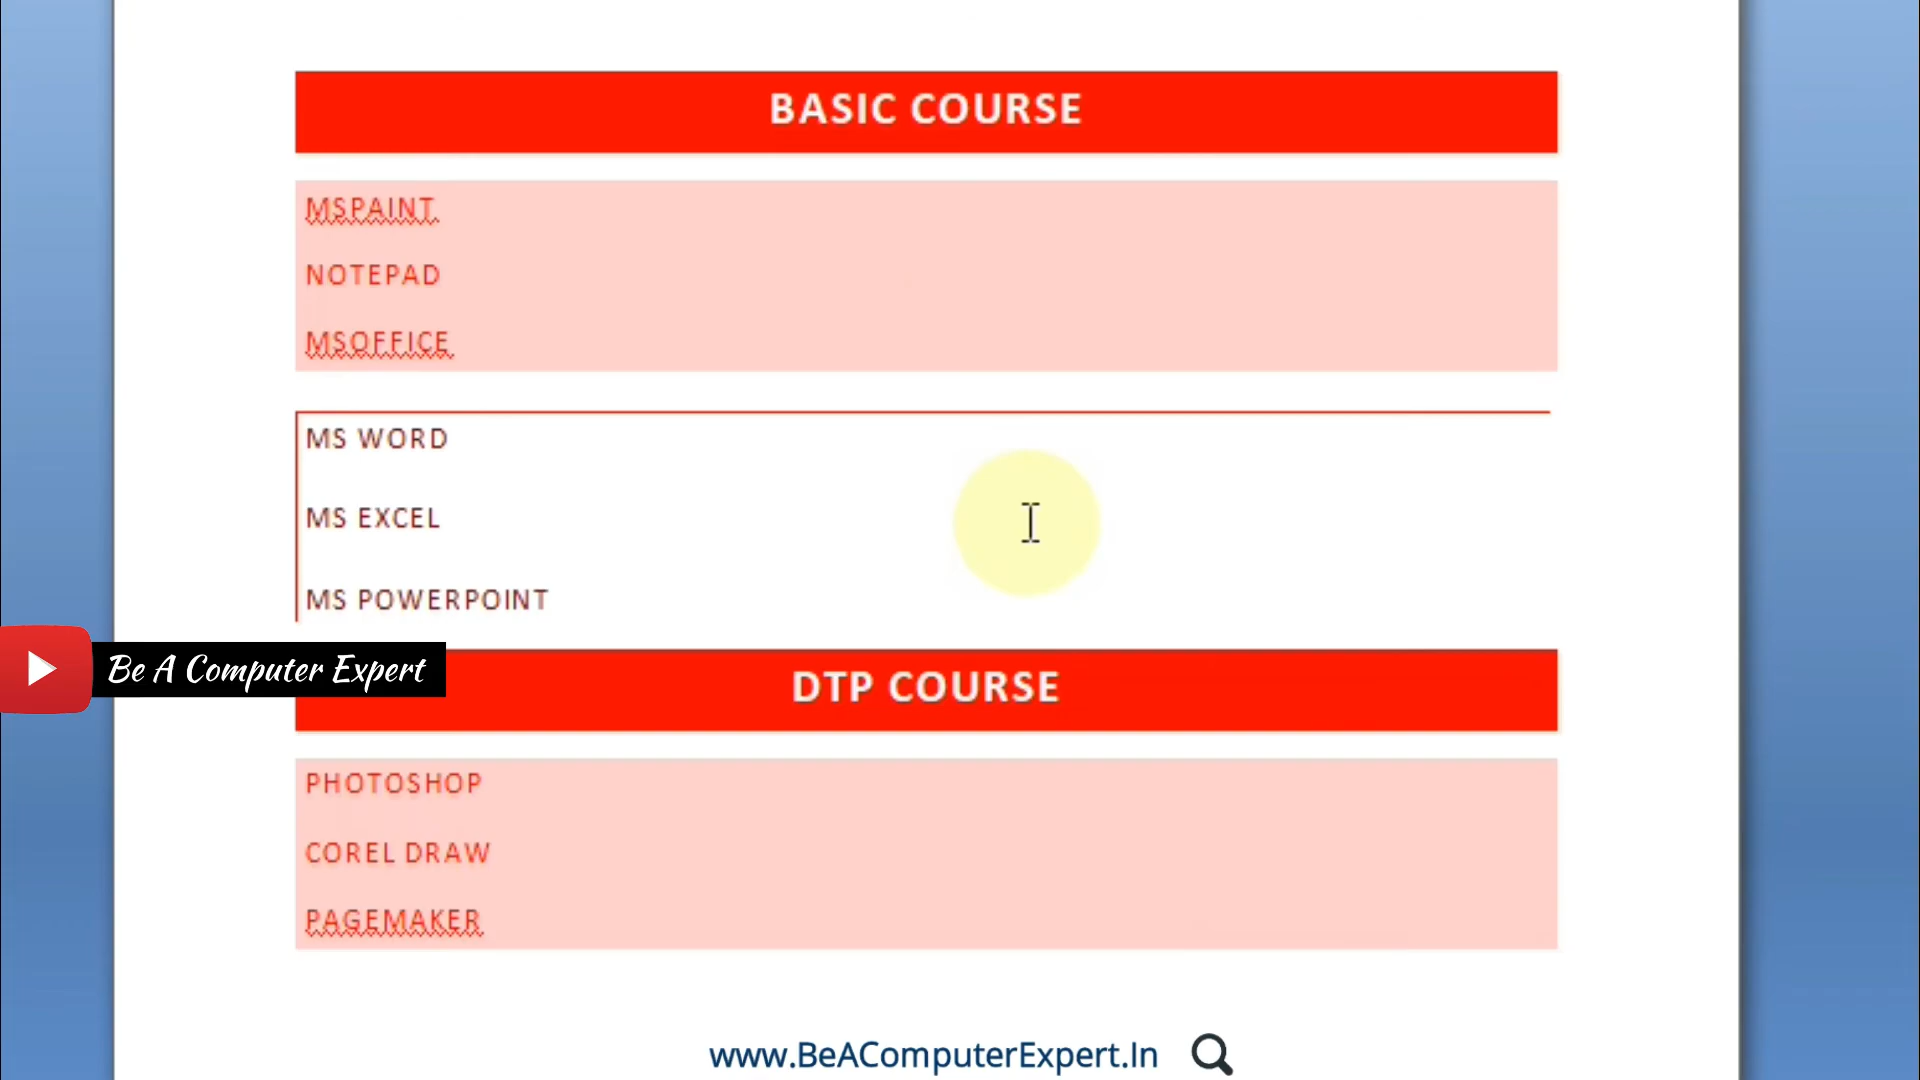 BASIC COURSE
MSPAINT
NOTEPAD
MSOFFICE
MS WORD
MS EXCEL
MS POWERPOINT
Be A Computer Expert
DTP COURSE
PHOTOSHOP
COREL DRAW
PAGEMAKER
www.BeAComputerExpert.In